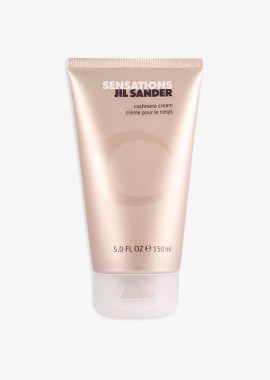 SENSATIONS
JIL SANDER
cashmere cream
crème pour le corps
5.0 FL OZ ℮ 150 ml